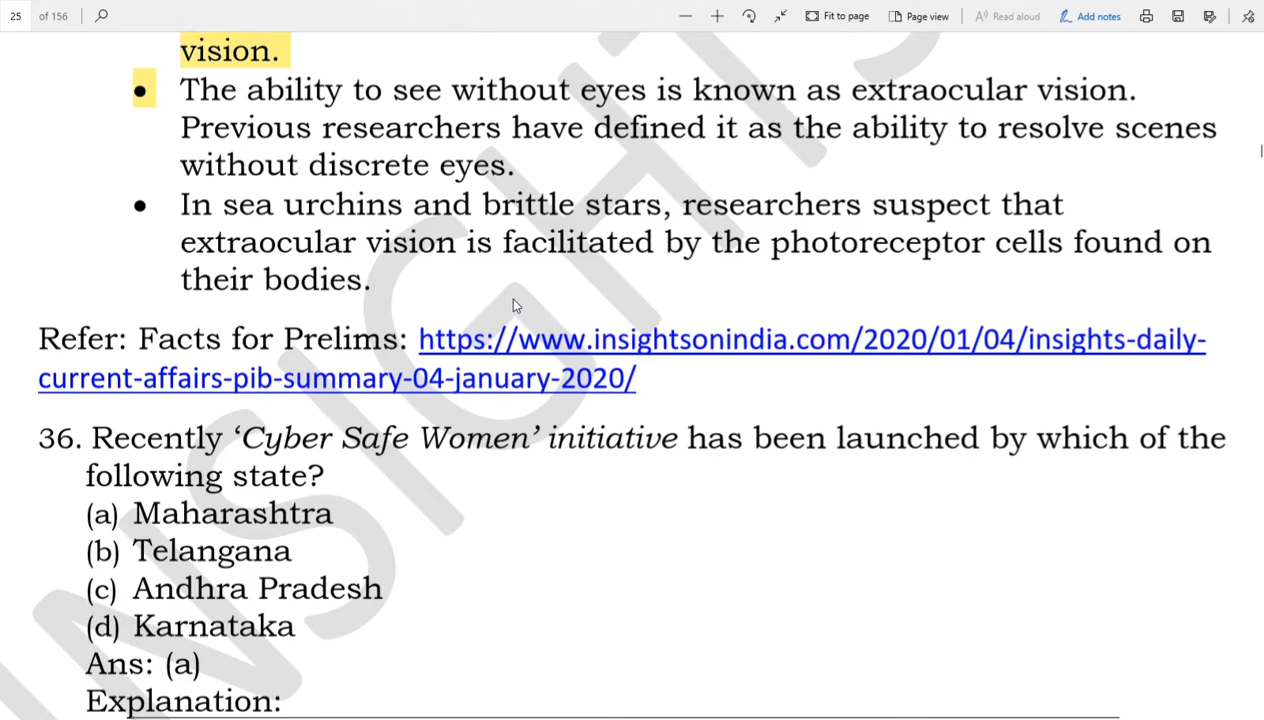 25 of 156 Fit to page Page view Read aloud Add notes
vision.
• The ability to see without eyes is known as extraocular vision.
Previous researchers have defined it as the ability to resolve scenes
without discrete eyes.
• In sea urchins and brittle stars, researchers suspect that
extraocular vision is facilitated by the photoreceptor cells found on
their bodies.
Refer: Facts for Prelims: https://www.insightsonindia.com/2020/01/04/insights-daily-
current-affairs-pib-summary-04-january-2020/
36. Recently ‘Cyber Safe Women’ initiative has been launched by which of the
following state?
(a) Maharashtra
(b) Telangana
(c) Andhra Pradesh
(d) Karnataka
Ans: (a)
Explanation:
INSIGHTS